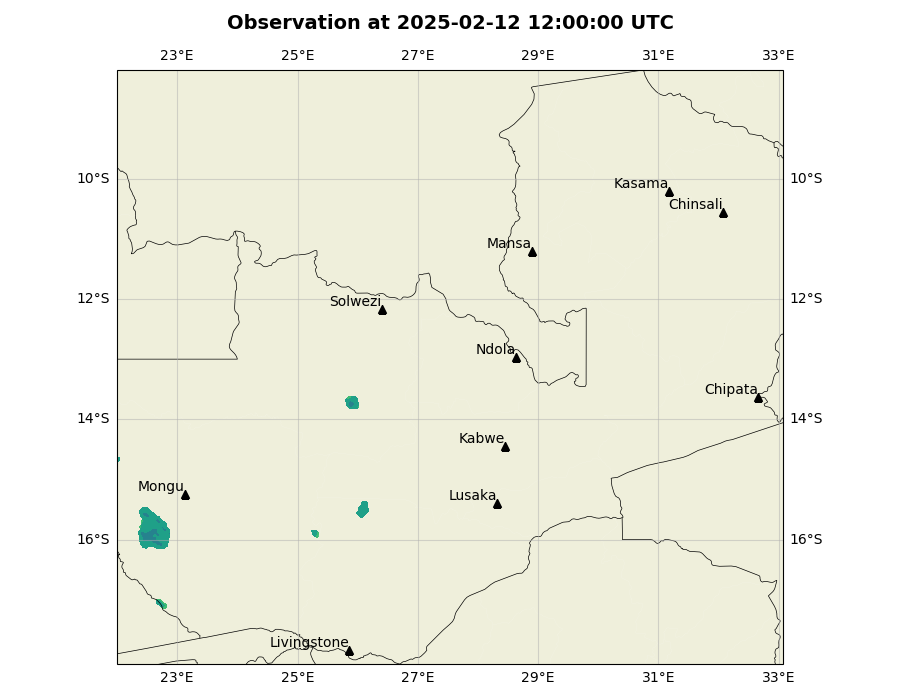 Observation at 2025-02-12 12:00:00 UTC
23°E 25°E 27°E 29°E 31°E 33°E
10°S 10°S
Kasama
Chinsali
Mansa
12°S 12°S
Solwezi
Ndola
Chipata
14°S 14°S
Kabwe
Mongu
Lusaka
16°S 16°S
Livingstone
23°E 25°E 27°E 29°E 31°E 33°E